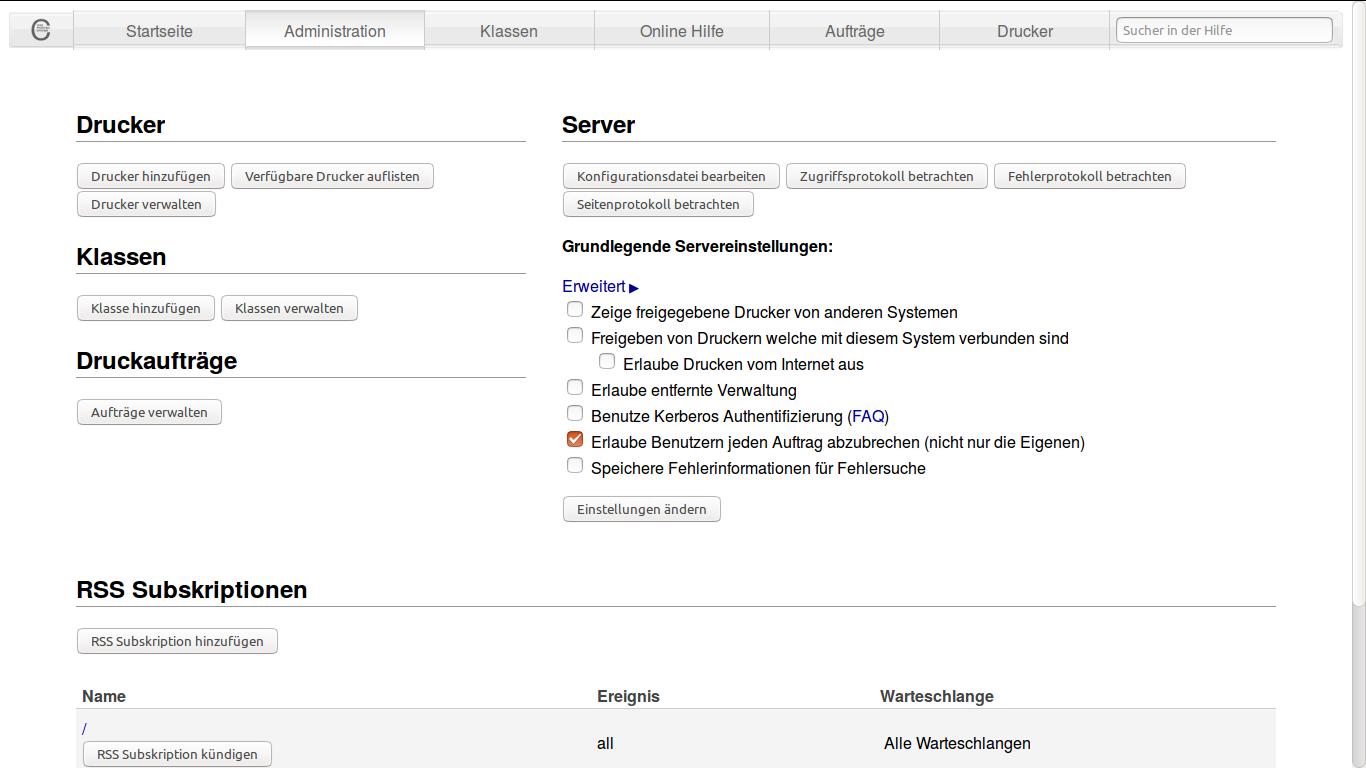 Startseite Administration Klassen Online Hilfe Aufträge Drucker Sucher in der Hilfe
Drucker
Drucker hinzufügen Verfügbare Drucker auflisten
Drucker verwalten
Klassen
Klasse hinzufügen Klassen verwalten
Druckaufträge
Aufträge verwalten
Server
Konfigurationsdatei bearbeiten Zugriffsprotokoll betrachten Fehlerprotokoll betrachten
Seitenprotokoll betrachten
Grundlegende Servereinstellungen:
Erweitert ▶
Zeige freigegebene Drucker von anderen Systemen
Freigeben von Druckern welche mit diesem System verbunden sind
Erlaube Drucken vom Internet aus
Erlaube entfernte Verwaltung
Benutze Kerberos Authentifizierung (FAQ)
Erlaube Benutzern jeden Auftrag abzubrechen (nicht nur die Eigenen)
Speichere Fehlerinformationen für Fehlersuche
Einstellungen ändern
RSS Subskriptionen
RSS Subskription hinzufügen
Name Ereignis Warteschlange
/
RSS Subskription kündigen all Alle Warteschlangen